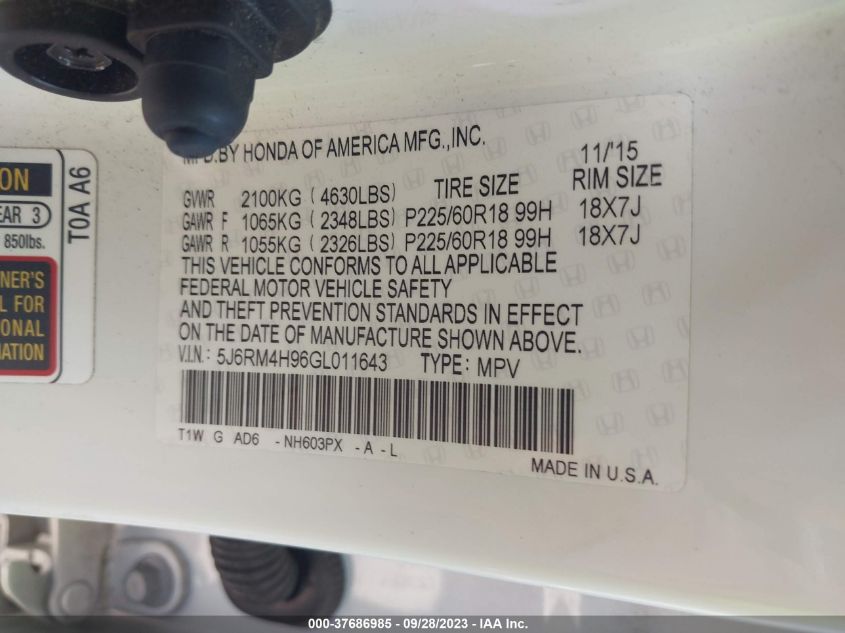 ON
EAR 3
850lbs.
T0A A6
NER'S
L FOR
ONAL
MATION
MFD.BY HONDA OF AMERICA MFG.,INC. 11/'15
GVWR 2100KG ( 4630LBS) TIRE SIZE RIM SIZE
GAWR F 1065KG ( 2348LBS) P225/60R18 99H 18X7J
GAWR R 1055KG ( 2326LBS) P225/60R18 99H 18X7J
THIS VEHICLE CONFORMS TO ALL APPLICABLE
FEDERAL MOTOR VEHICLE SAFETY
AND THEFT PREVENTION STANDARDS IN EFFECT
ON THE DATE OF MANUFACTURE SHOWN ABOVE.
V.I.N.: 5J6RM4H96GL011643 TYPE: MPV
T1W G AD6 -NH603PX -A -L
MADE IN U.S.A.
000-37686985 - 09/28/2023 - IAA Inc.